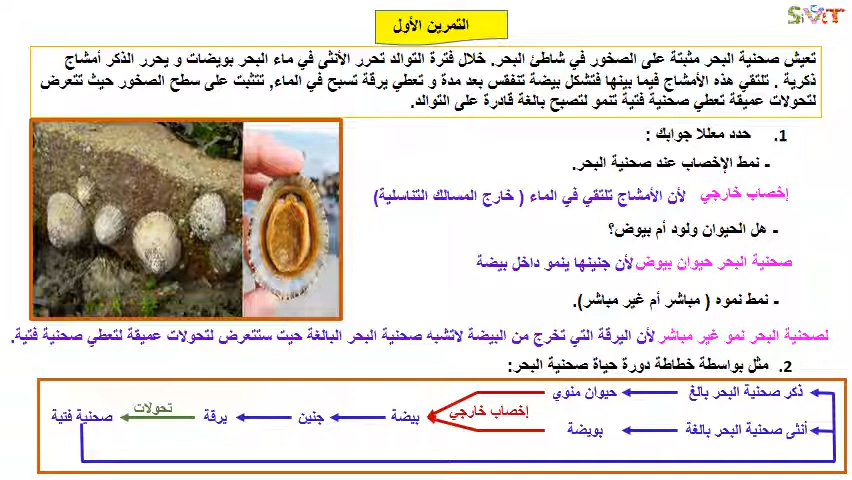 SVT
التمرين الأول
تعيش صحنية البحر مثبتة على الصخور في شاطئ البحر. خلال فترة التوالد تحرر الأنثى في ماء البحر بويضات و يحرر الذكر أمشاج
ذكرية . تلتقي هذه الأمشاج فيما بينها فتشكل بيضة تنفقس بعد مدة و تعطي يرقة تسبح في الماء, تتثبت على سطح الصخور حيث تتعرض
لتحولات عميقة تعطي صحنية فتية تنمو لتصبح بالغة قادرة على التوالد.
1. حدد معللا جوابك :
- نمط الإخصاب عند صحنية البحر.
إخصاب خارجي لأن الأمشاج تلتقي في الماء ( خارج المسالك التناسلية)
- هل الحيوان ولود أم بيوض؟
صحنية البحر حيوان بيوض لأن جنينها ينمو داخل بيضة
- نمط نموه ( مباشر أم غير مباشر).
لصحنية البحر نمو غير مباشر لأن اليرقة التي تخرج من البيضة لاتشبه صحنية البحر البالغة حيت ستتعرض لتحولات عميقة لتعطي صحنية فتية.
2. مثل بواسطة خطاطة دورة حياة صحنية البحر:
ذكر صحنية البحر بالغ حيوان منوي
إخصاب خارجي بيضة جنين يرقة تحولات صحنية فتية
أنثى صحنية البحر بالغة بويضة